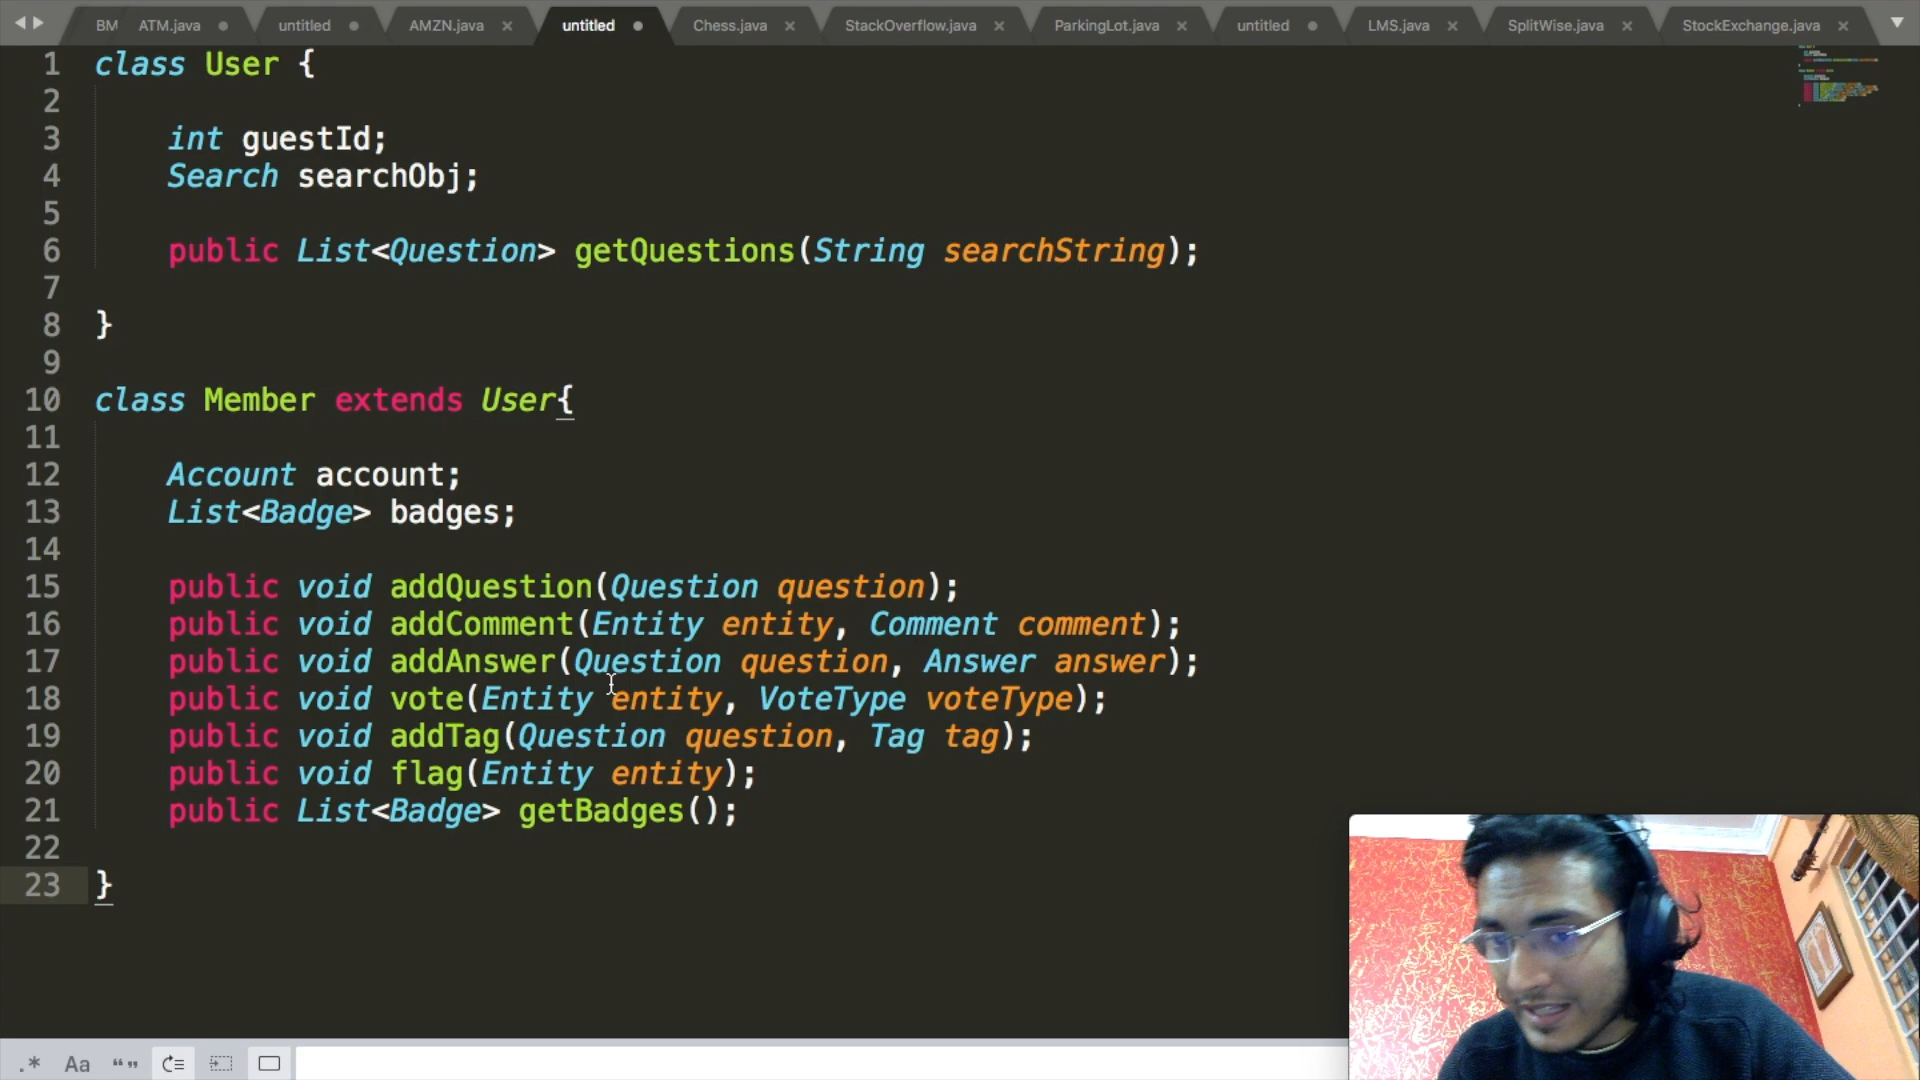 BM ATM.java untitled AMZN.java untitled Chess.java StackOverflow.java ParkingLot.java untitled LMS.java SplitWise.java StockExchange.java
1 class User {
2
3 int guestId;
4 Search searchObj;
5
6 public List<Question> getQuestions(String searchString);
7
8 }
9
10 class Member extends User{
11
12 Account account;
13 List<Badge> badges;
14
15 public void addQuestion(Question question);
16 public void addComment(Entity entity, Comment comment);
17 public void addAnswer(Question question, Answer answer);
18 public void vote(Entity entity, VoteType voteType);
19 public void addTag(Question question, Tag tag);
20 public void flag(Entity entity);
21 public List<Badge> getBadges();
22
23 }
.* Aa “”